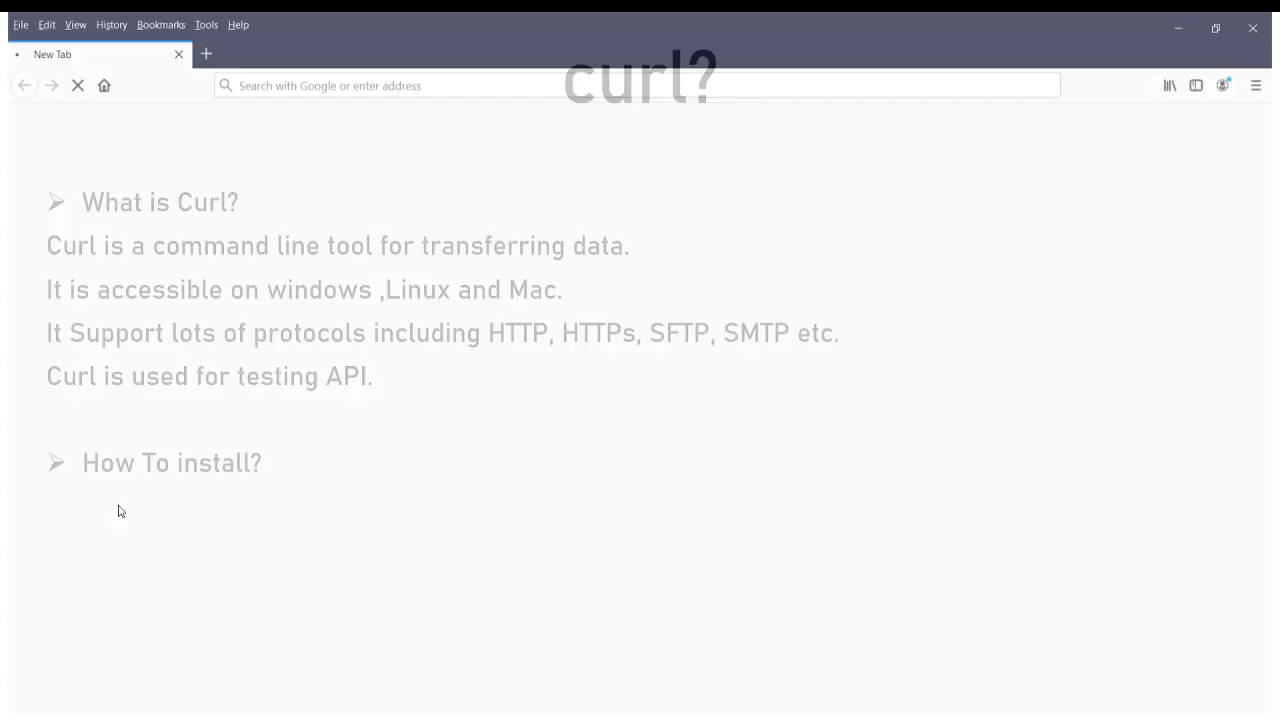 File Edit View History Bookmarks Tools Help
New Tab
Search with Google or enter address
curl?
What is Curl?
Curl is a command line tool for transferring data.
It is accessible on windows ,Linux and Mac.
It Support lots of protocols including HTTP, HTTPs, SFTP, SMTP etc.
Curl is used for testing API.
How To install?